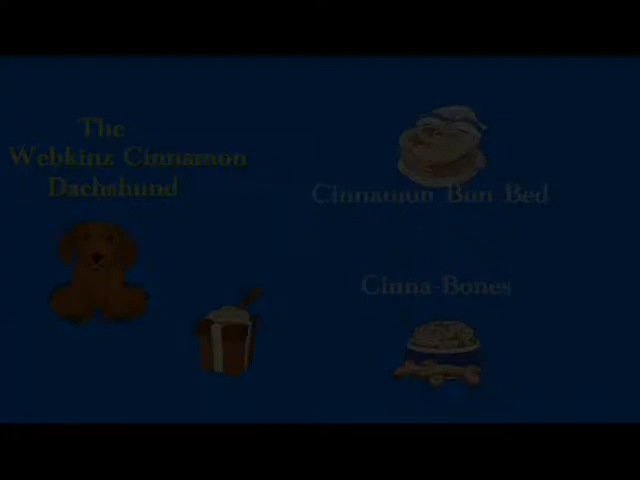 The
Webkinz Cinnamon
Dachshund
Cinnamon Bun Bed
Cinna-Bones